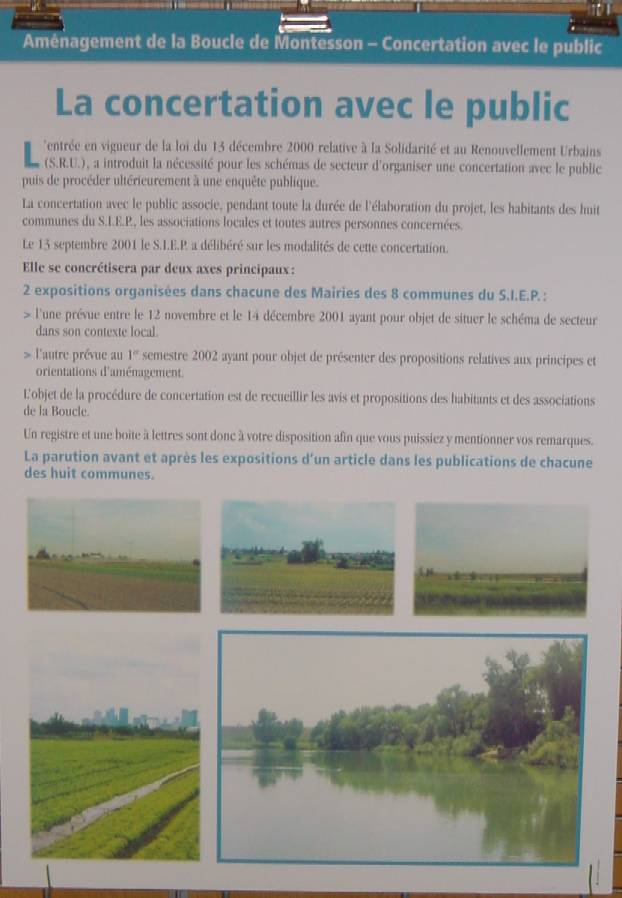 Aménagement de la Boucle de Montesson – Concertation avec le public
La concertation avec le public
L'entrée en vigueur de la loi du 13 décembre 2000 relative à la Solidarité et au Renouvellement Urbains
(S.R.U.), a introduit la nécessité pour les schémas de secteur d'organiser une concertation avec le public
puis de procéder ultérieurement à une enquête publique.
La concertation avec le public associe, pendant toute la durée de l'élaboration du projet, les habitants des huit
communes du S.I.E.P., les associations locales et toutes autres personnes concernées.
Le 13 septembre 2001 le S.I.E.P. a délibéré sur les modalités de cette concertation.
Elle se concrétisera par deux axes principaux :
2 expositions organisées dans chacune des Mairies des 8 communes du S.I.E.P. :
> l'une prévue entre le 12 novembre et le 14 décembre 2001 ayant pour objet de situer le schéma de secteur
dans son contexte local.
> l'autre prévue au 1er semestre 2002 ayant pour objet de présenter des propositions relatives aux principes et
orientations d'aménagement.
L'objet de la procédure de concertation est de recueillir les avis et propositions des habitants et des associations
de la Boucle.
Un registre et une boite à lettres sont donc à votre disposition afin que vous puissiez y mentionner vos remarques.
La parution avant et après les expositions d'un article dans les publications de chacune
des huit communes.